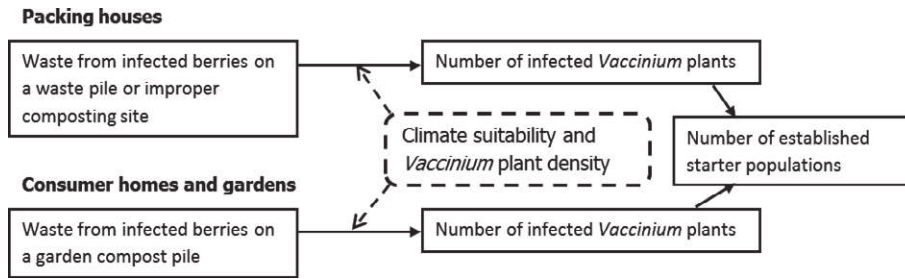 Packing houses
Waste from infected berries on
a waste pile or improper
composting site
Number of infected Vaccinium plants
Climate suitability and
Vaccinium plant density
Number of established
starter populations
Consumer homes and gardens
Waste from infected berries on
a garden compost pile
Number of infected Vaccinium plants